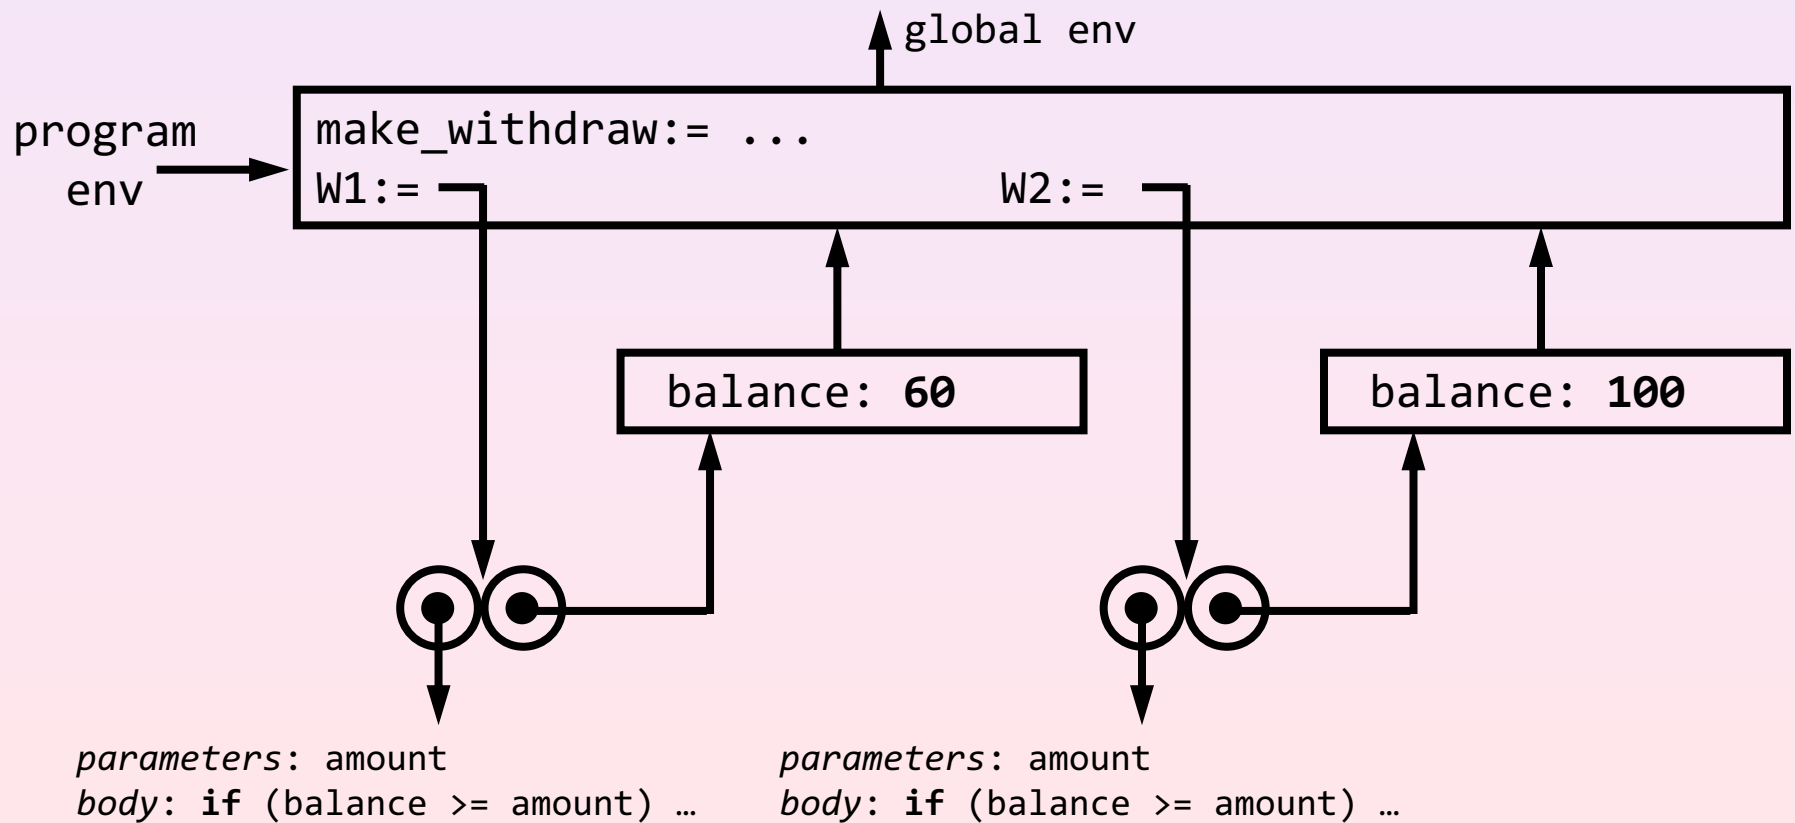 global env
program
env
make_withdraw:= ...
W1:=
W2:=
balance: 60
balance: 100
parameters: amount
body: if (balance >= amount) …
parameters: amount
body: if (balance >= amount) …